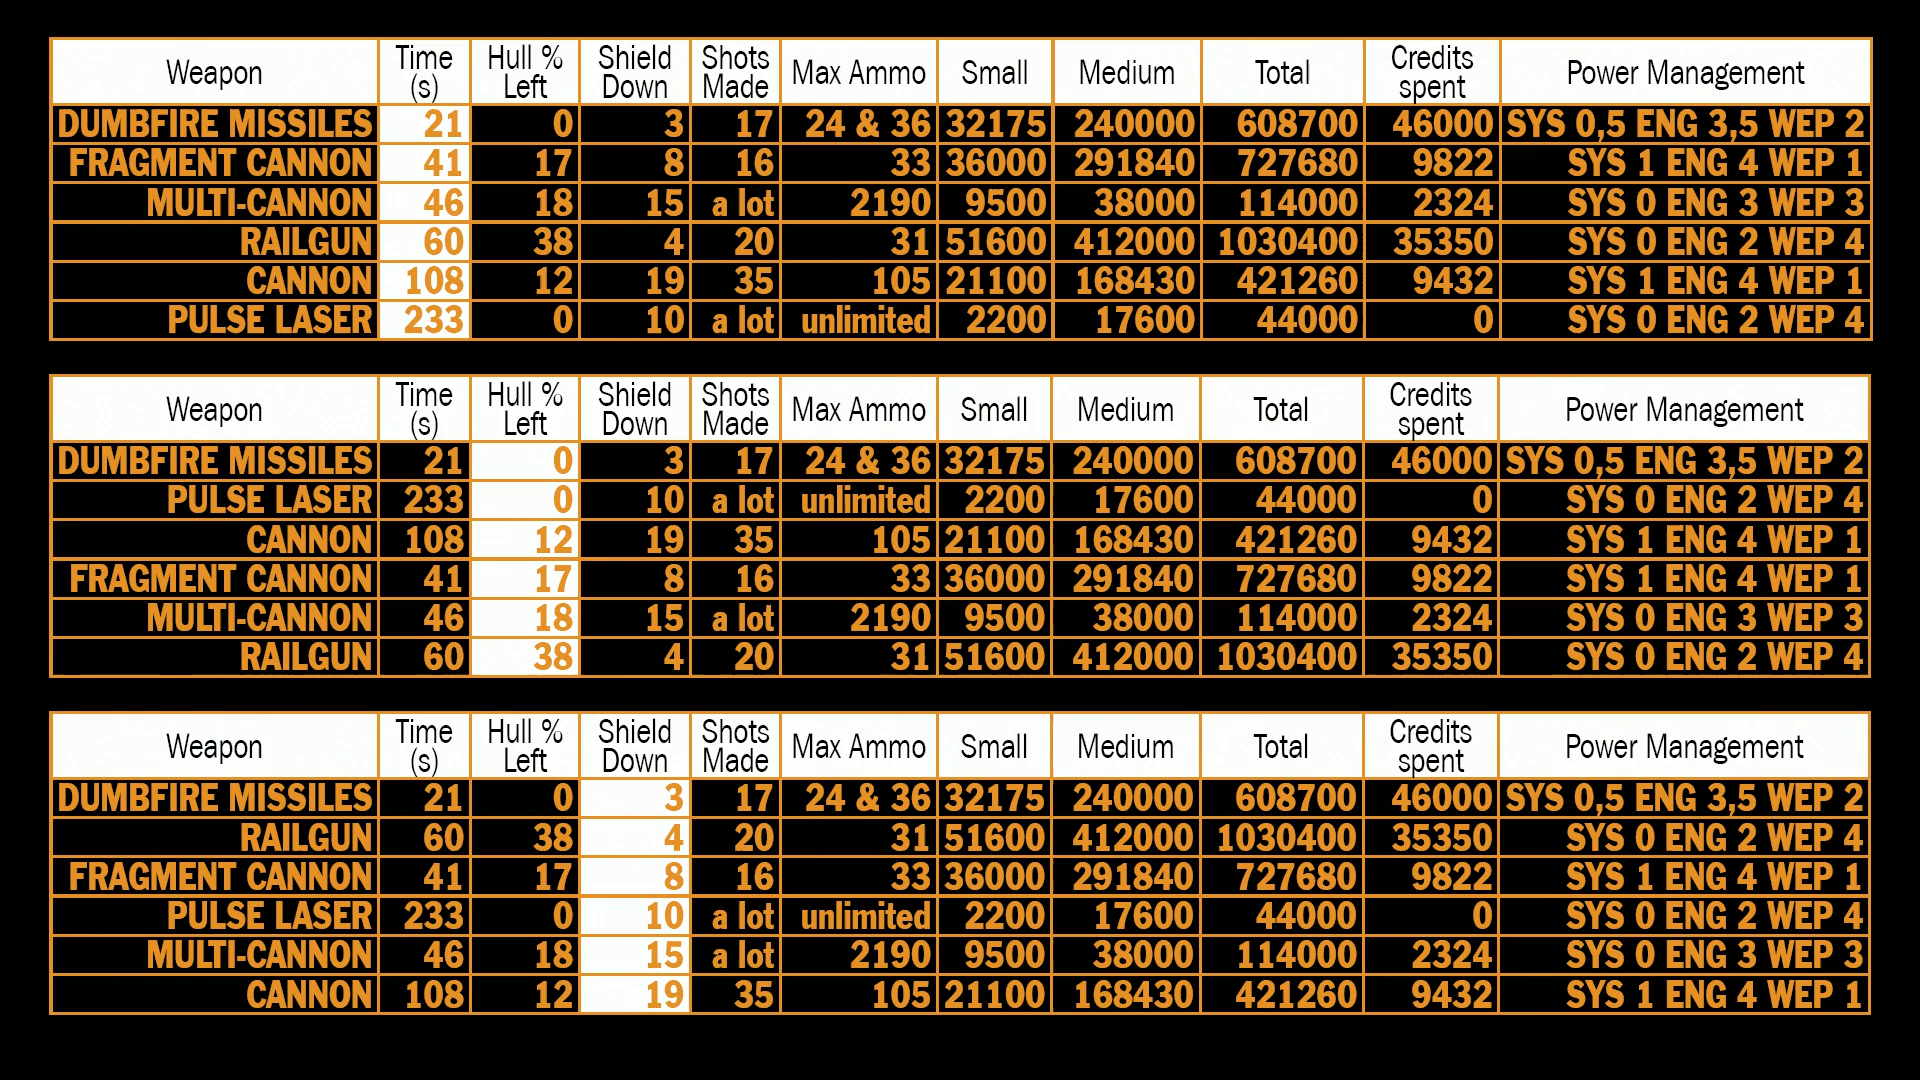 Weapon Time (s) Hull % Left Shield Down Shots Made Max Ammo Small Medium Total Credits spent Power Management
DUMBFIRE MISSILES 21 0 3 17 24 & 36 32175 240000 608700 46000 SYS 0,5 ENG 3,5 WEP 2
FRAGMENT CANNON 41 17 8 16 33 36000 291840 727680 9822 SYS 1 ENG 4 WEP 1
MULTI-CANNON 46 18 15 a lot 2190 9500 38000 114000 2324 SYS 0 ENG 3 WEP 3
RAILGUN 60 38 4 20 31 51600 412000 1030400 35350 SYS 0 ENG 2 WEP 4
CANNON 108 12 19 35 105 21100 168430 421260 9432 SYS 1 ENG 4 WEP 1
PULSE LASER 233 0 10 a lot unlimited 2200 17600 44000 0 SYS 0 ENG 2 WEP 4
Weapon Time (s) Hull % Left Shield Down Shots Made Max Ammo Small Medium Total Credits spent Power Management
DUMBFIRE MISSILES 21 0 3 17 24 & 36 32175 240000 608700 46000 SYS 0,5 ENG 3,5 WEP 2
PULSE LASER 233 0 10 a lot unlimited 2200 17600 44000 0 SYS 0 ENG 2 WEP 4
CANNON 108 12 19 35 105 21100 168430 421260 9432 SYS 1 ENG 4 WEP 1
FRAGMENT CANNON 41 17 8 16 33 36000 291840 727680 9822 SYS 1 ENG 4 WEP 1
MULTI-CANNON 46 18 15 a lot 2190 9500 38000 114000 2324 SYS 0 ENG 3 WEP 3
RAILGUN 60 38 4 20 31 51600 412000 1030400 35350 SYS 0 ENG 2 WEP 4
Weapon Time (s) Hull % Left Shield Down Shots Made Max Ammo Small Medium Total Credits spent Power Management
DUMBFIRE MISSILES 21 0 3 17 24 & 36 32175 240000 608700 46000 SYS 0,5 ENG 3,5 WEP 2
RAILGUN 60 38 4 20 31 51600 412000 1030400 35350 SYS 0 ENG 2 WEP 4
FRAGMENT CANNON 41 17 8 16 33 36000 291840 727680 9822 SYS 1 ENG 4 WEP 1
PULSE LASER 233 0 10 a lot unlimited 2200 17600 44000 0 SYS 0 ENG 2 WEP 4
MULTI-CANNON 46 18 15 a lot 2190 9500 38000 114000 2324 SYS 0 ENG 3 WEP 3
CANNON 108 12 19 35 105 21100 168430 421260 9432 SYS 1 ENG 4 WEP 1